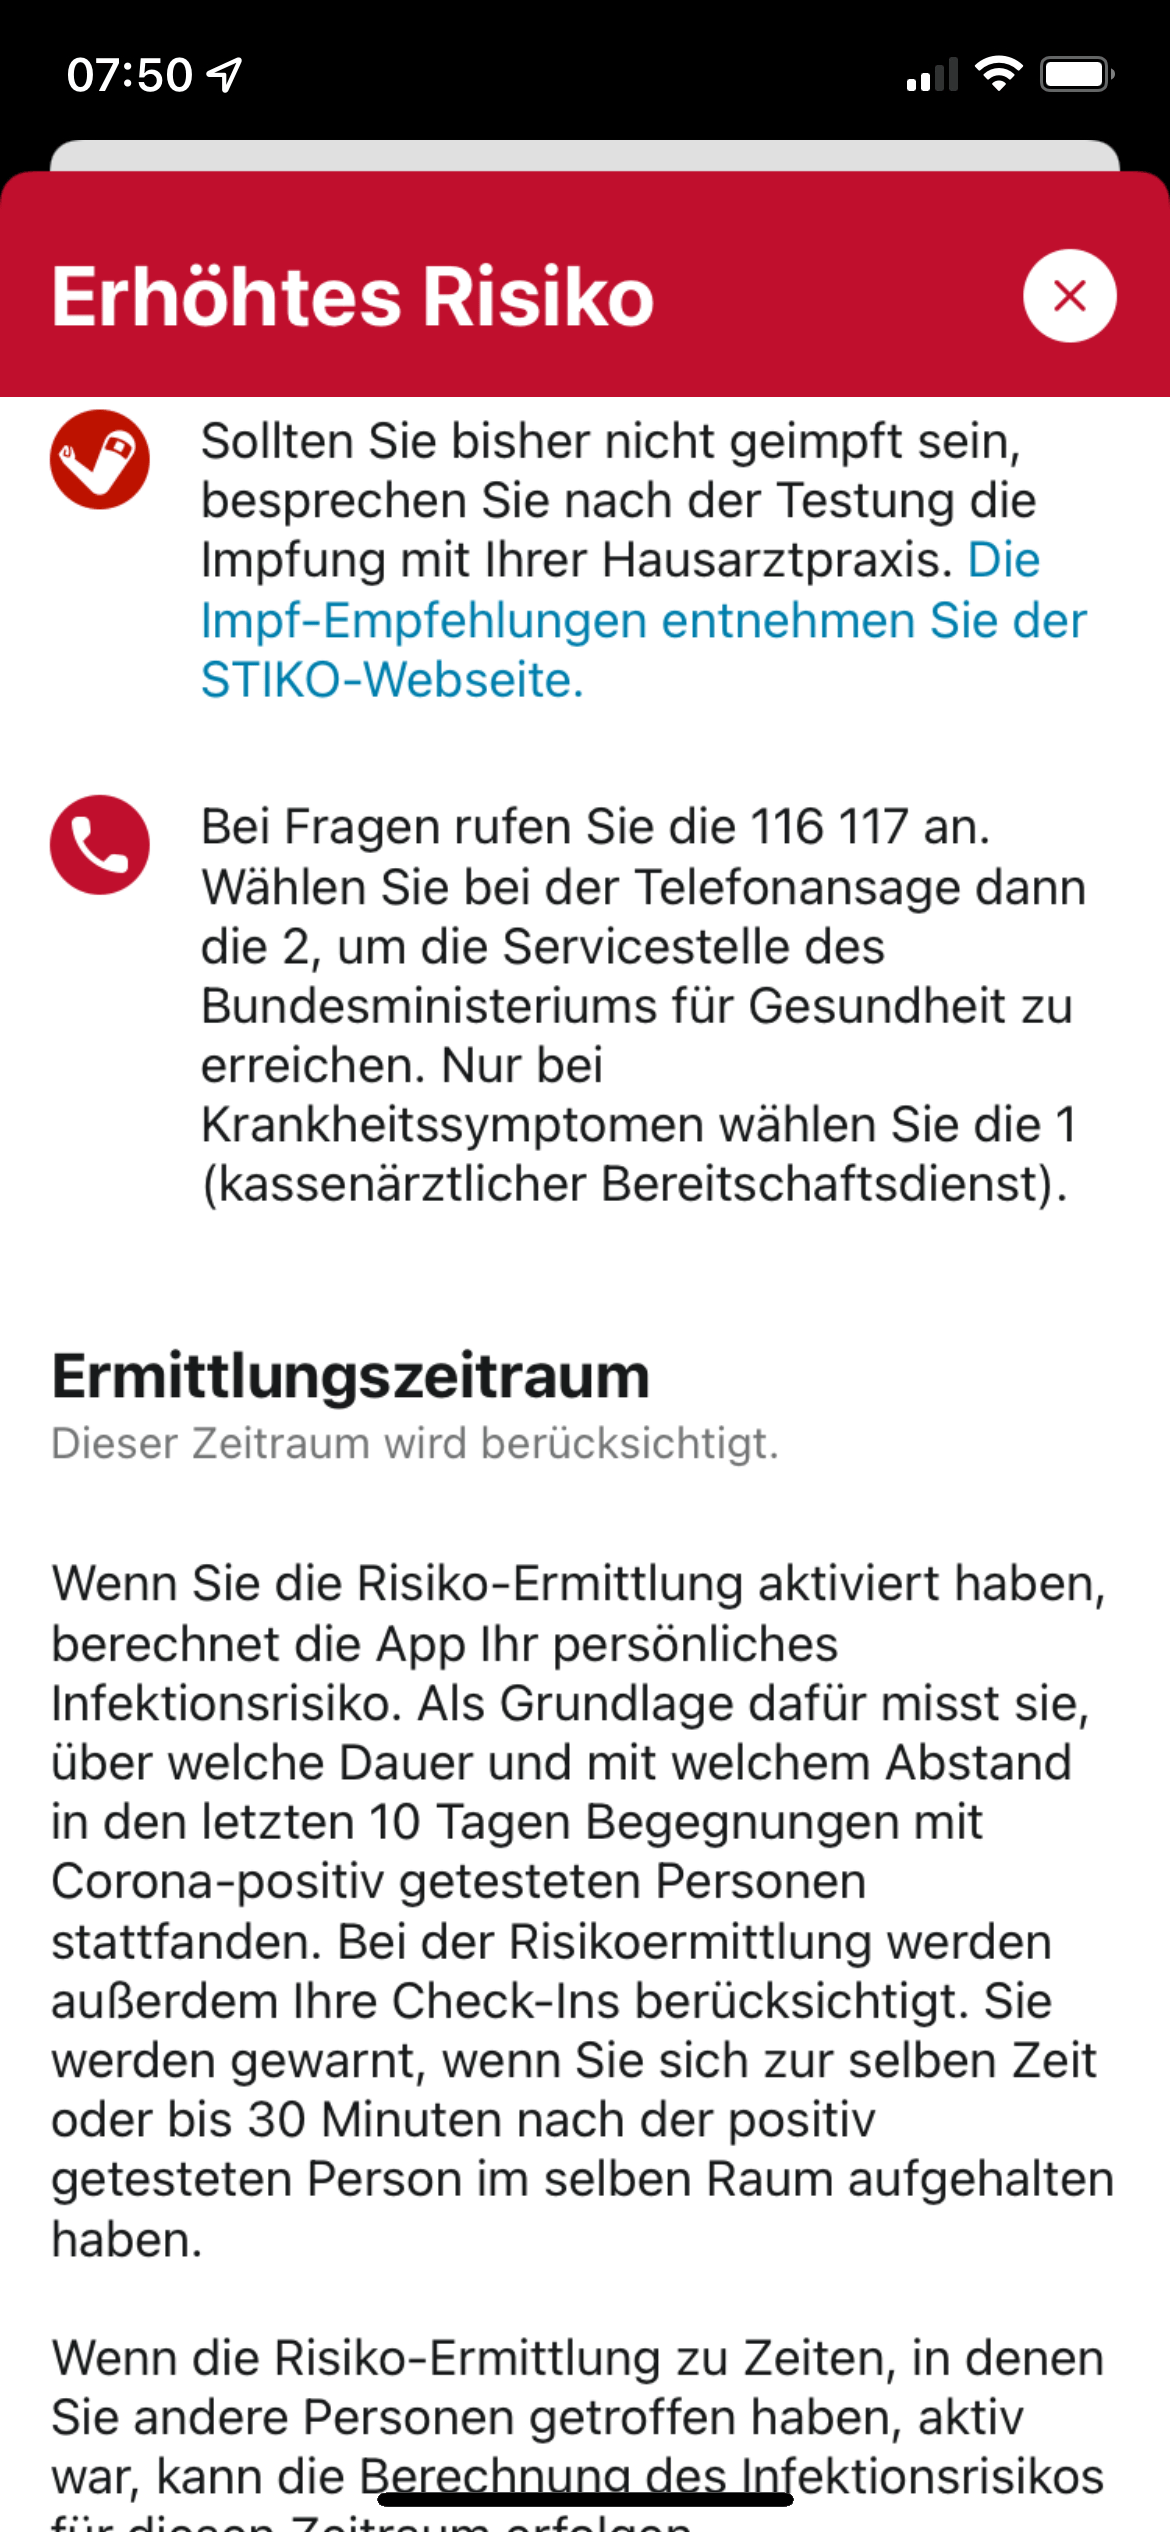 07:50
Erhöhtes Risiko
Sollten Sie bisher nicht geimpft sein,
besprechen Sie nach der Testung die
Impfung mit Ihrer Hausarztpraxis. Die
Impf-Empfehlungen entnehmen Sie der
STIKO-Webseite.
Bei Fragen rufen Sie die 116 117 an.
Wählen Sie bei der Telefonansage dann
die 2, um die Servicestelle des
Bundesministeriums für Gesundheit zu
erreichen. Nur bei
Krankheitssymptomen wählen Sie die 1
(kassenärztlicher Bereitschaftsdienst).
Ermittlungszeitraum
Dieser Zeitraum wird berücksichtigt.
Wenn Sie die Risiko-Ermittlung aktiviert haben,
berechnet die App Ihr persönliches
Infektionsrisiko. Als Grundlage dafür misst sie,
über welche Dauer und mit welchem Abstand
in den letzten 10 Tagen Begegnungen mit
Corona-positiv getesteten Personen
stattfanden. Bei der Risikoermittlung werden
außerdem Ihre Check-Ins berücksichtigt. Sie
werden gewarnt, wenn Sie sich zur selben Zeit
oder bis 30 Minuten nach der positiv
getesteten Person im selben Raum aufgehalten
haben.
Wenn die Risiko-Ermittlung zu Zeiten, in denen
Sie andere Personen getroffen haben, aktiv
war, kann die Berechnung des Infektionsrisikos
für diesen Zeitraum erfolgen